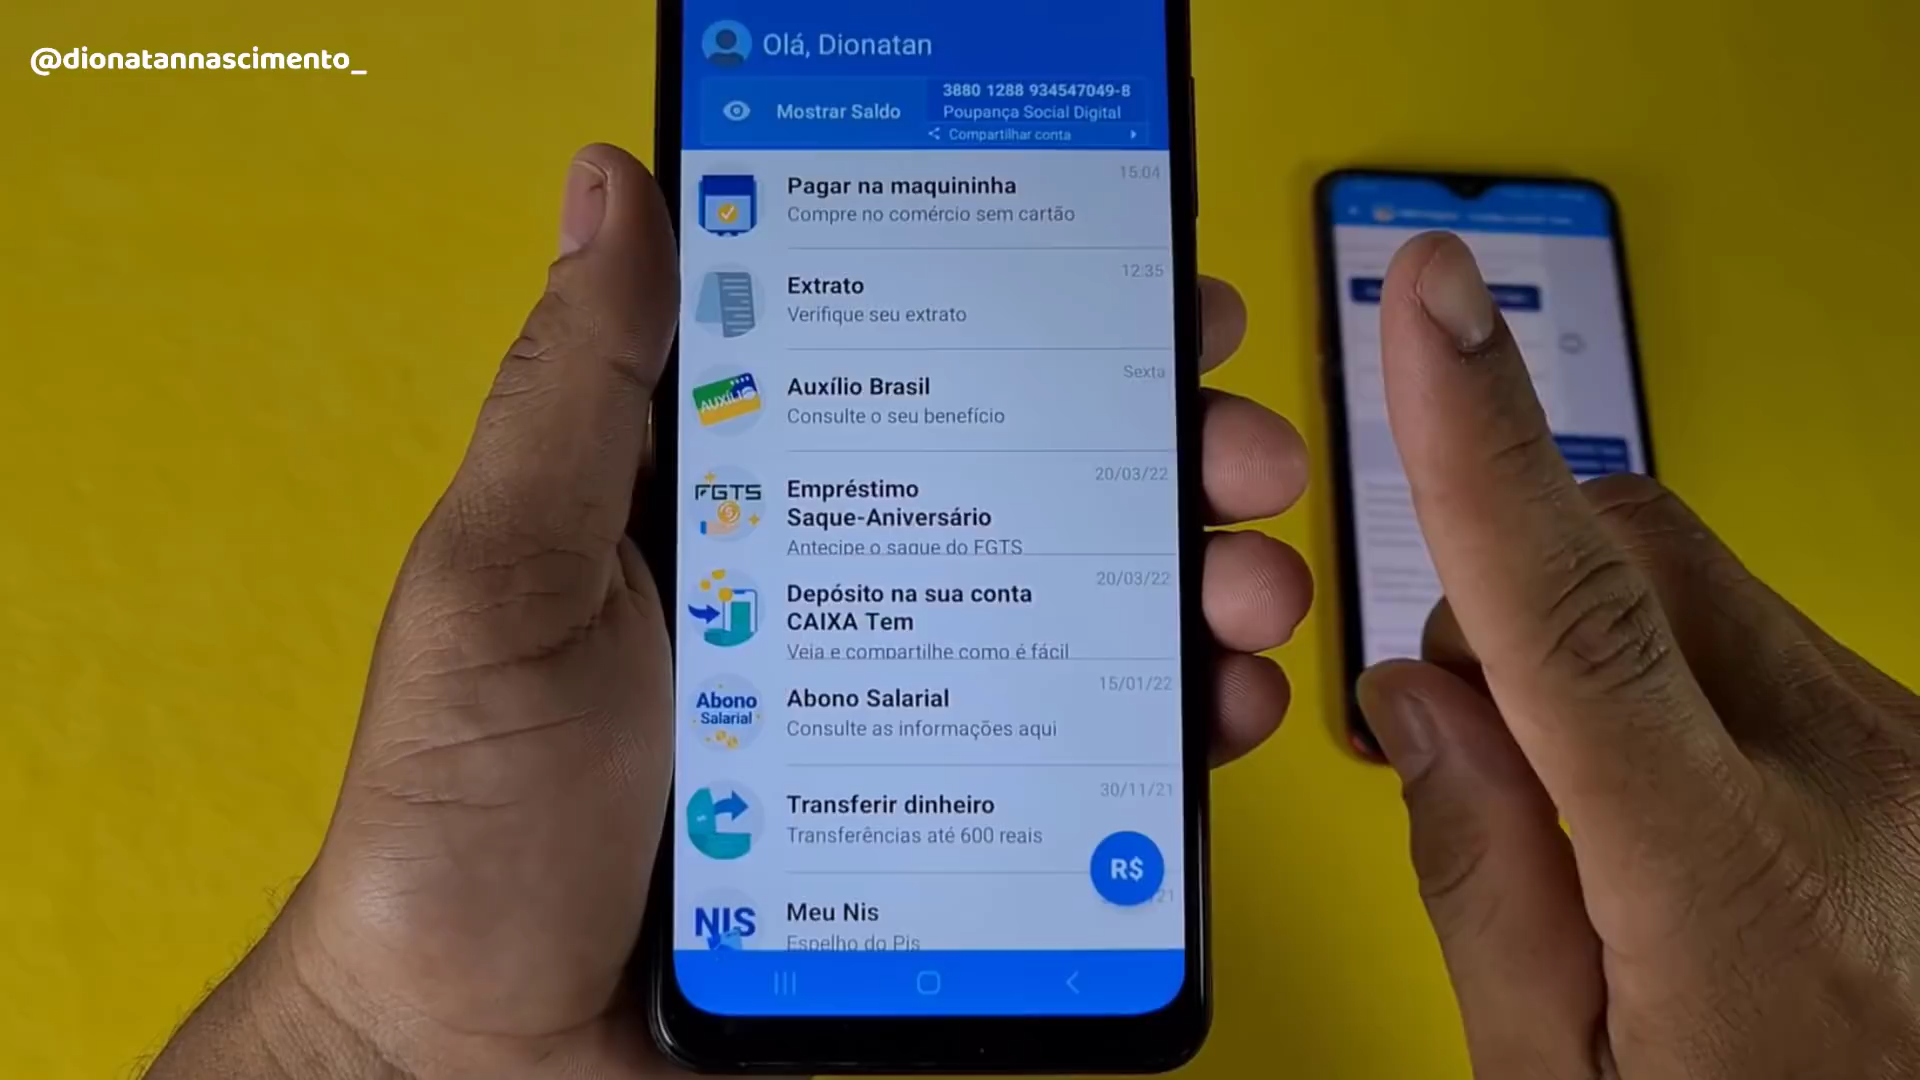 @dionatannascimento_
Olá, Dionatan
Mostrar Saldo
3880 1288 934547049-8
Poupança Social Digital
Compartilhar conta
Pagar na maquininha
15:04
Compre no comércio sem cartão
Extrato
12:35
Verifique seu extrato
Auxílio Brasil
Sexta
AUXÍLIO
Consulte o seu benefício
FGTS
Empréstimo
20/03/22
Saque-Aniversário
Antecipe o saque do FGTS
Depósito na sua conta
20/03/22
CAIXA Tem
Veja e compartilhe como é fácil
Abono
Salarial
Abono Salarial
15/01/22
Consulte as informações aqui
Transferir dinheiro
30/11/21
Transferências até 600 reais
R$
NIS
Meu Nis
21
Espelho do Pis